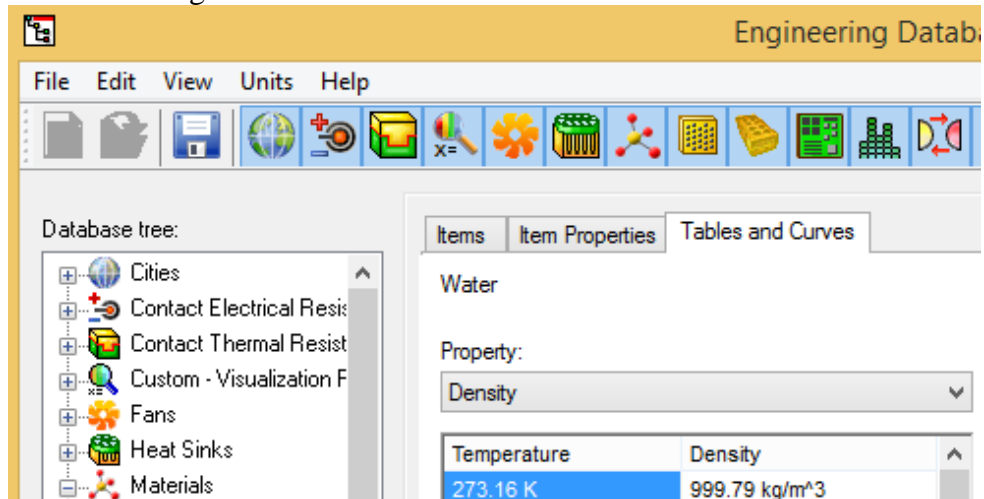 Engineering Datab
File Edit View Units Help
Database tree:
Items Item Properties Tables and Curves
Cities
Water
Contact Electrical Resis
Contact Thermal Resist
Property:
Custom - Visualization F
Density
Fans
Heat Sinks
Temperature Density
Materials
273.16 K 999.79 kg/m^3